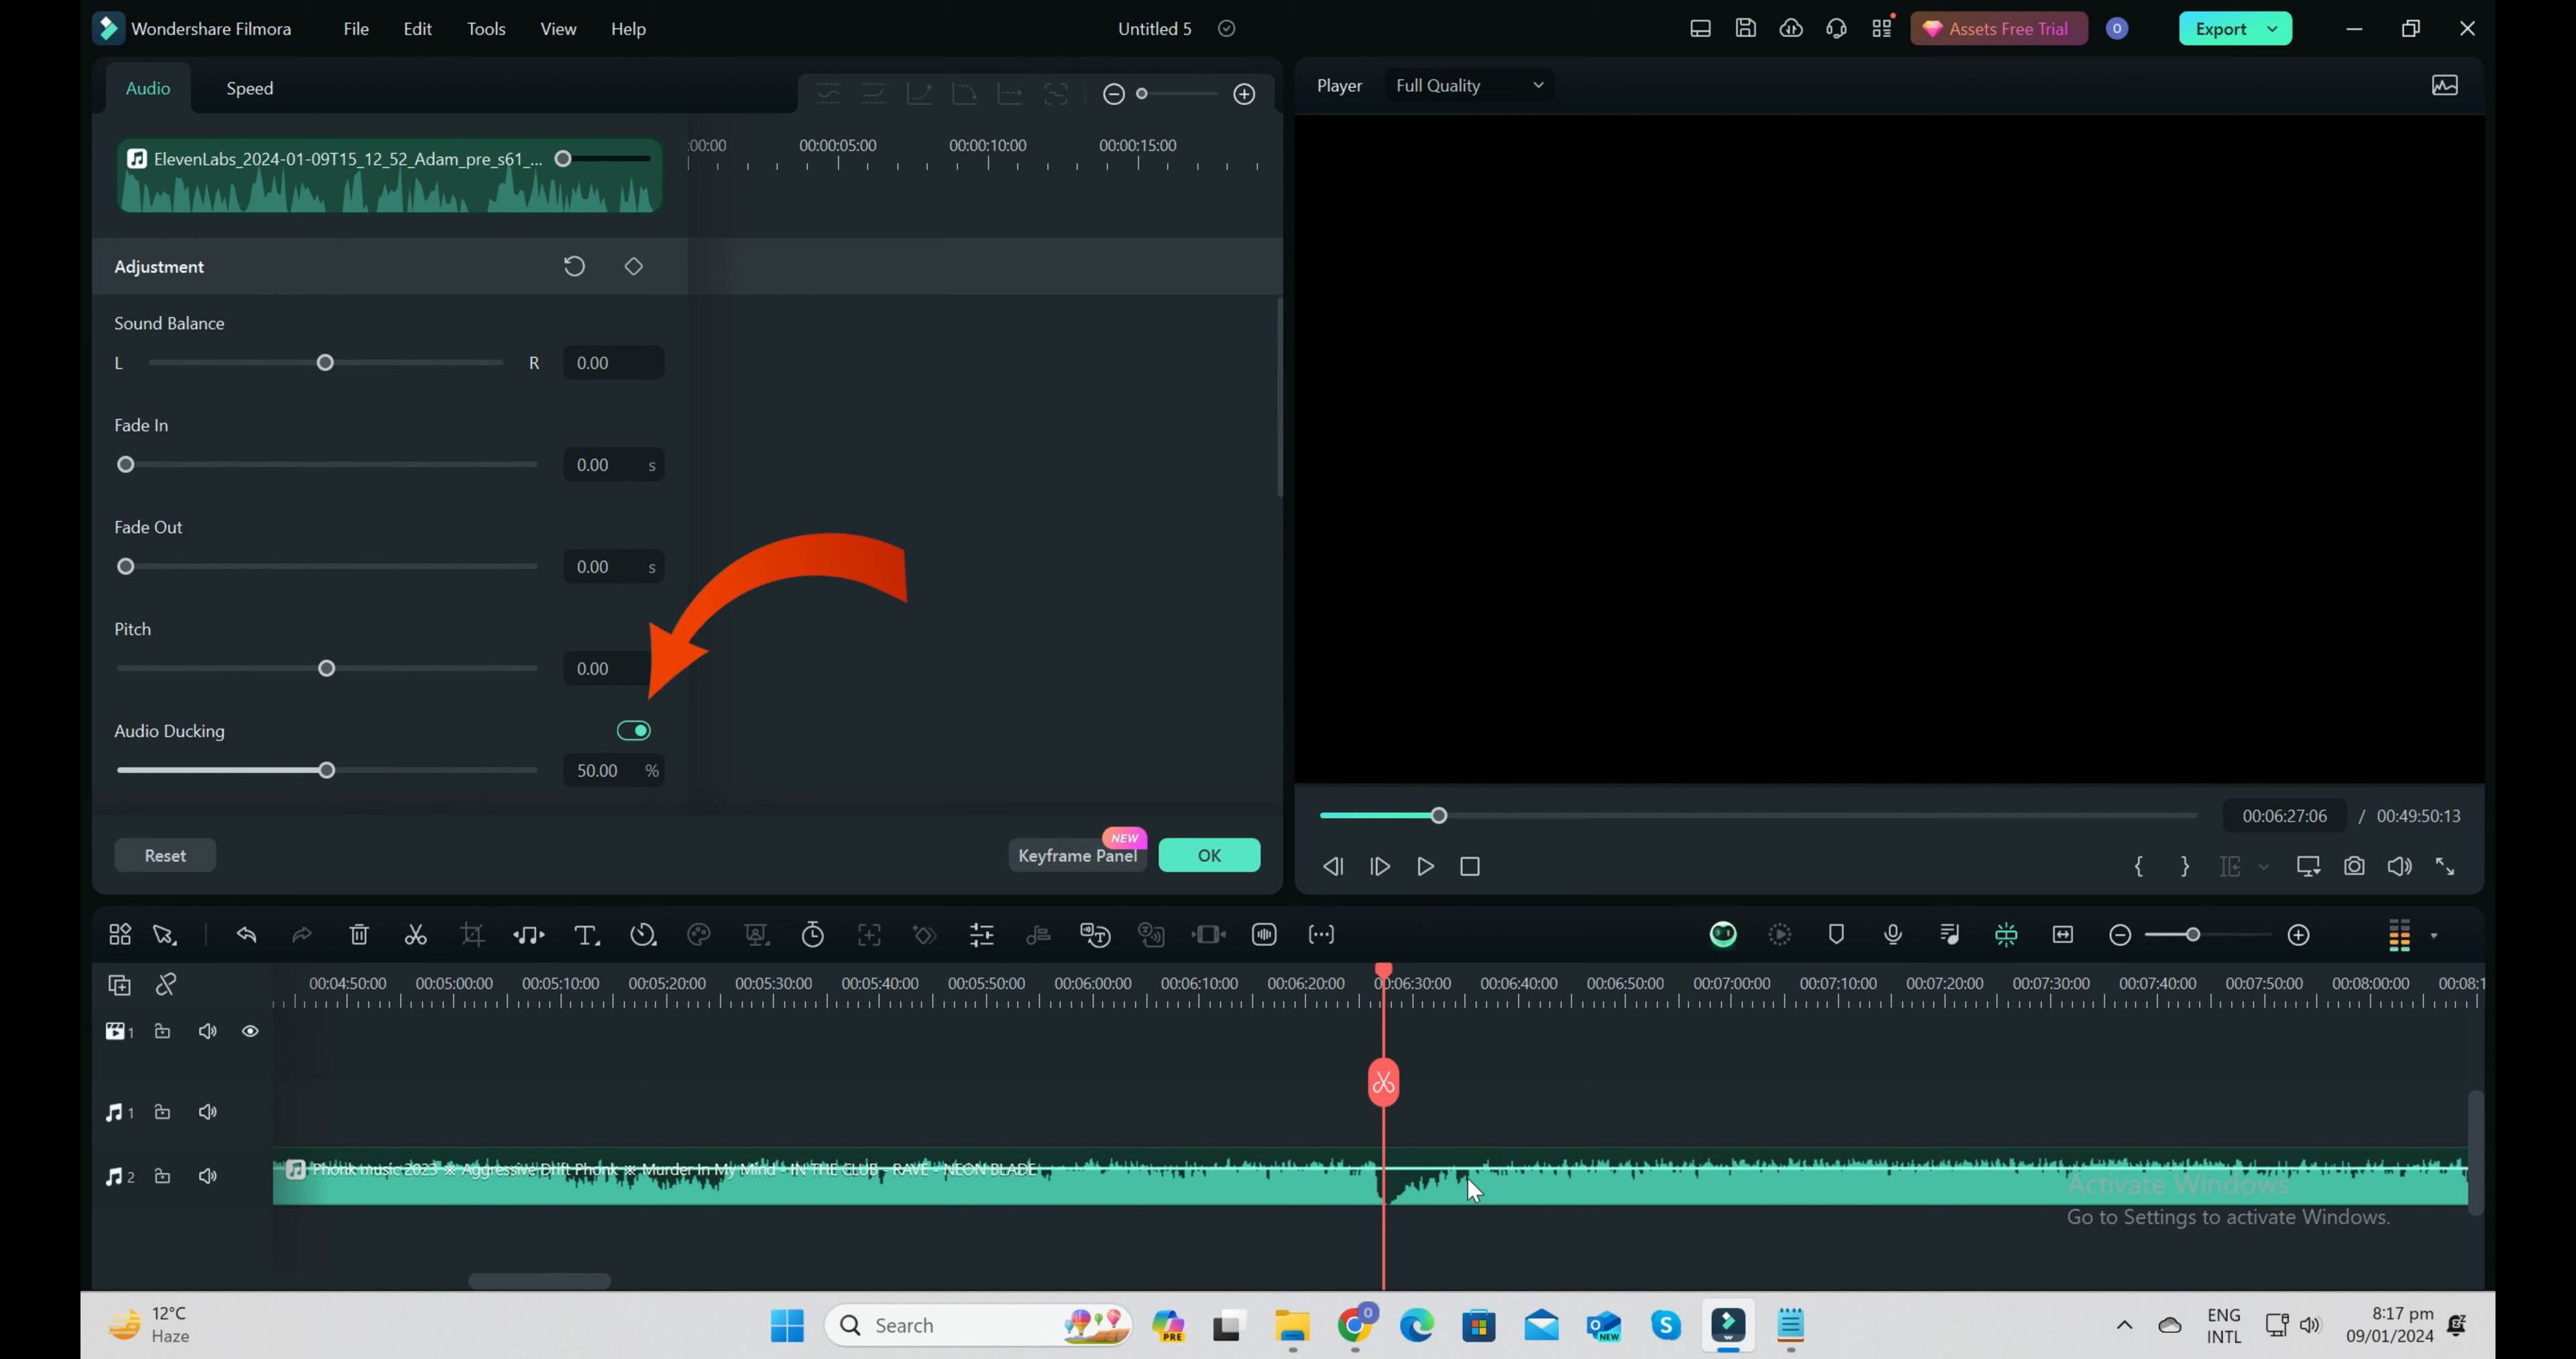 Wondershare Filmora File Edit Tools View Help Untitled 5 Assets Free Trial 0 Export
Audio Speed
Player Full Quality
:00:00 00:00:05:00 00:00:10:00 00:00:15:00
ElevenLabs_2024-01-09T15_12_52_Adam_pre_s61_...
Adjustment
Sound Balance
L R 0.00
Fade In
0.00 s
Fade Out
0.00 s
Pitch
0.00
Audio Ducking
50.00 %
00:06:27:06 / 00:49:50:13
NEW
Reset Keyframe Panel OK
00:04:50:00 00:05:00:00 00:05:10:00 00:05:20:00 00:05:30:00 00:05:40:00 00:05:50:00 00:06:00:00 00:06:10:00 00:06:20:00 00:06:30:00 00:06:40:00 00:06:50:00 00:07:00:00 00:07:10:00 00:07:20:00 00:07:30:00 00:07:40:00 00:07:50:00 00:08:00:00 00:08:1
1
1
2 Phonk music 2023 ※ Aggressive Drift Phonk ※ Murder In My Mind - IN THE CLUB - RAVE - NEON BLADE
Activate Windows
Go to Settings to activate Windows.
12°C
Haze
Search
PRE
0
NEW
ENG
INTL
8:17 pm
09/01/2024